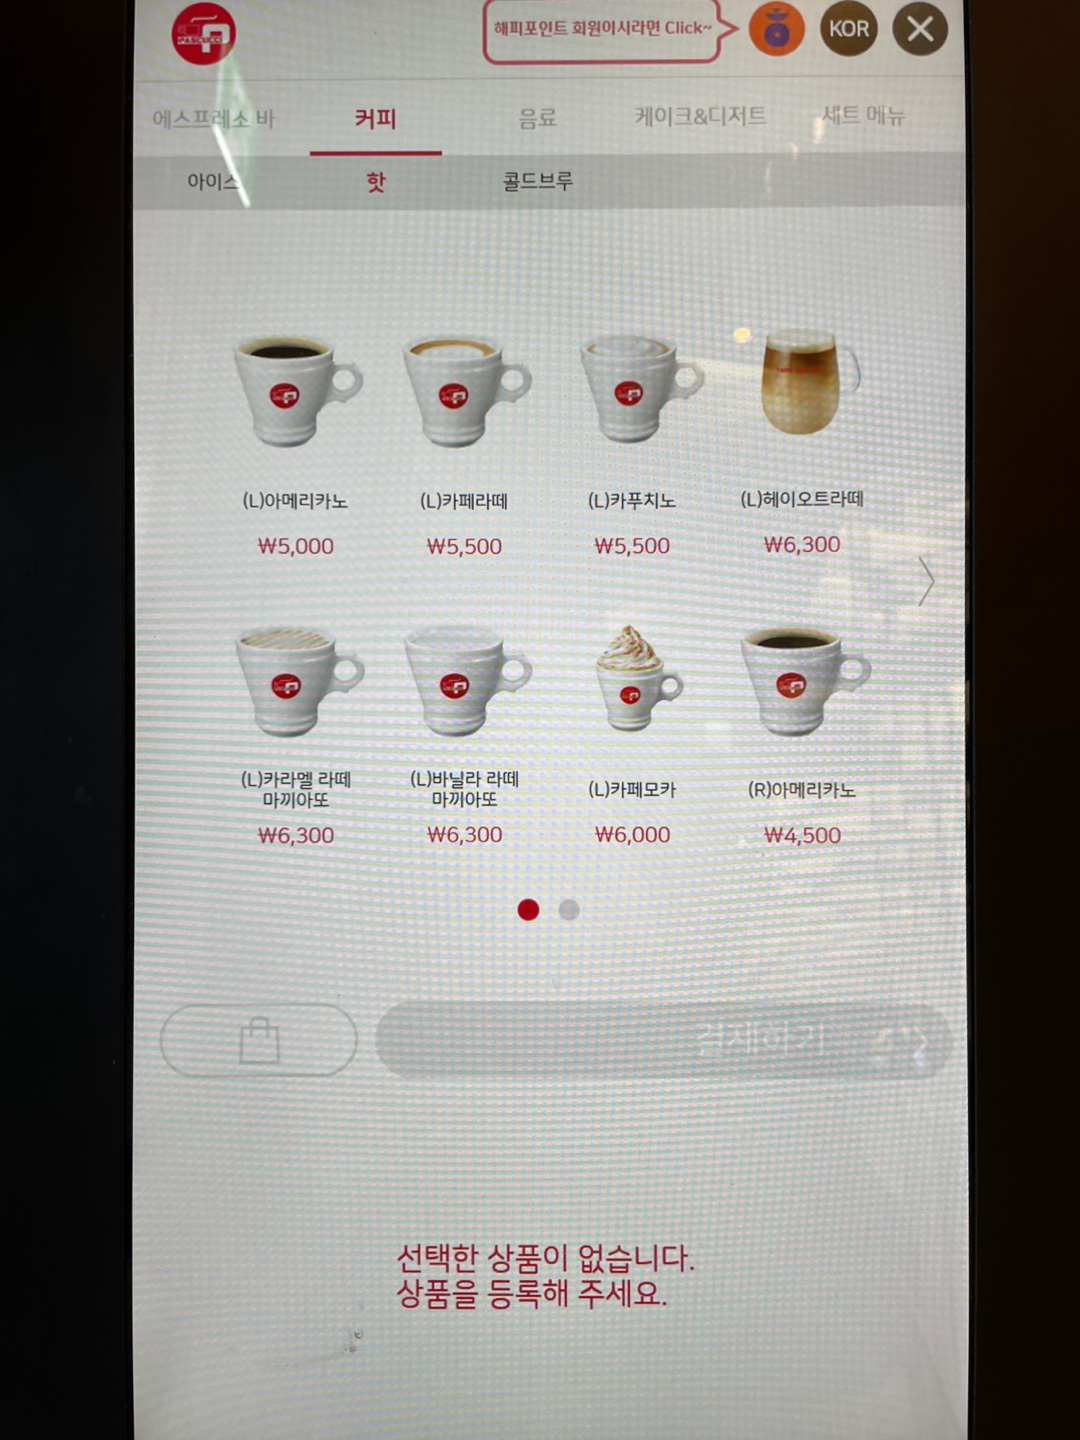 PASCUCCI
해피포인트 회원이시라면 Click~
KOR
에스프레소 바
커피
음료
케이크&디저트
세트 메뉴
아이스
핫
콜드브루
(L)아메리카노
(L)카페라떼
(L)카푸치노
(L)헤이오트라떼
₩5,000
₩5,500
₩5,500
₩6,300
(L)카라멜 라떼
마끼아또
(L)바닐라 라떼
마끼아또
(L)카페모카
(R)아메리카노
₩6,300
₩6,300
₩6,000
₩4,500
결제하기
선택한 상품이 없습니다.
상품을 등록해 주세요.